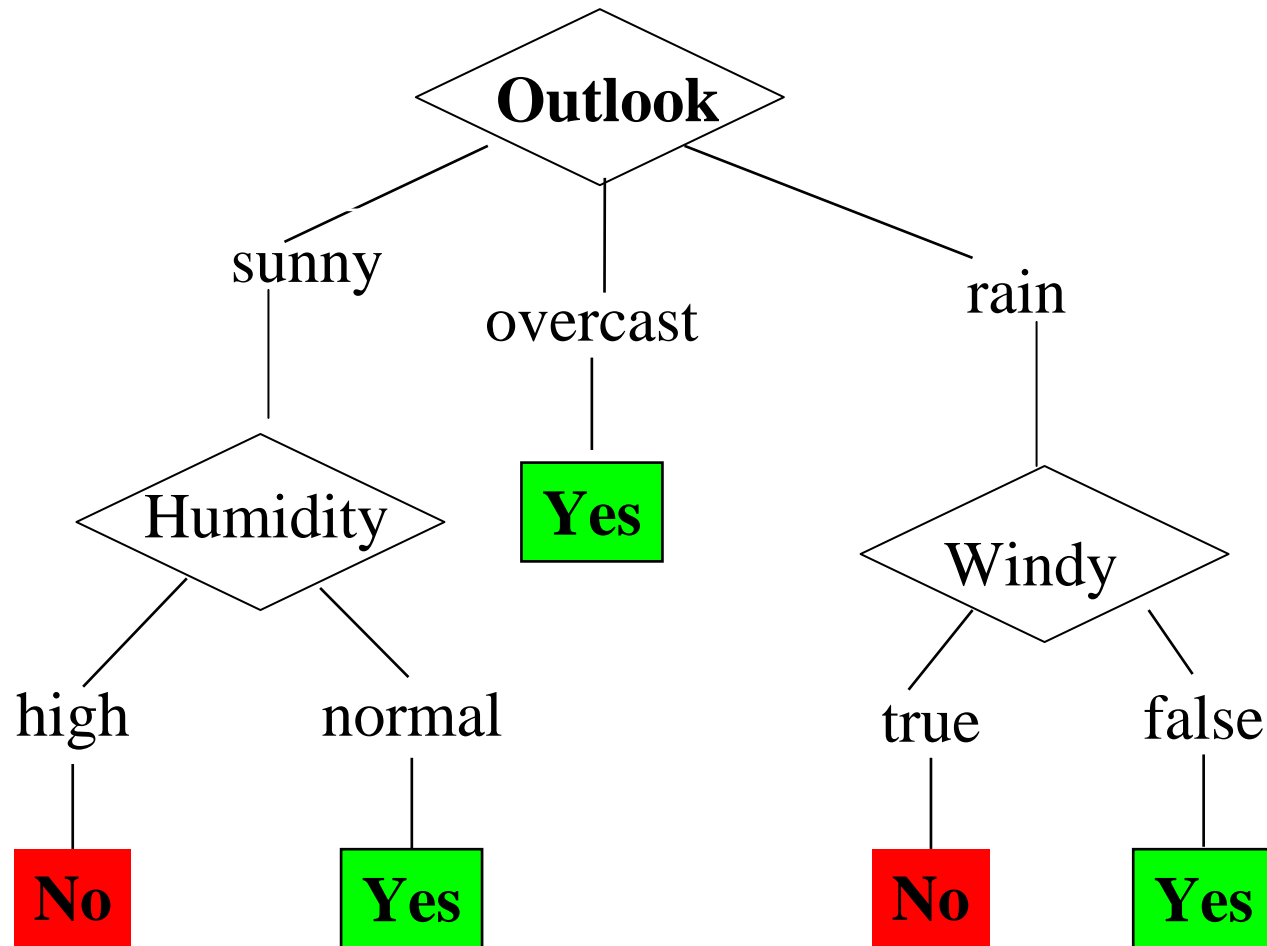 Outlook
sunny
overcast
rain
Humidity
Yes
Windy
high
normal
true
false
No
Yes
No
Yes